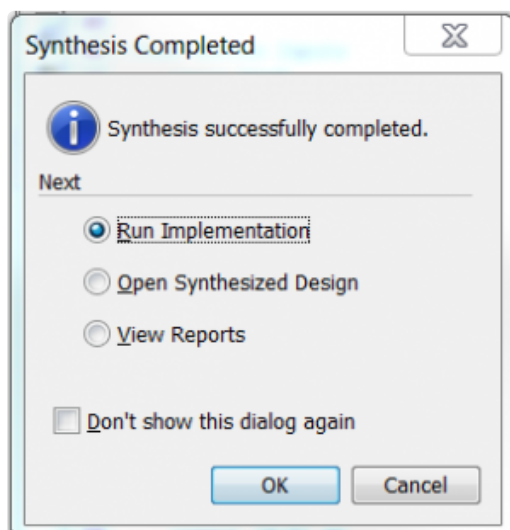 Synthesis Completed
Synthesis successfully completed.
Next
Run Implementation
Open Synthesized Design
View Reports
Don't show this dialog again
OK Cancel